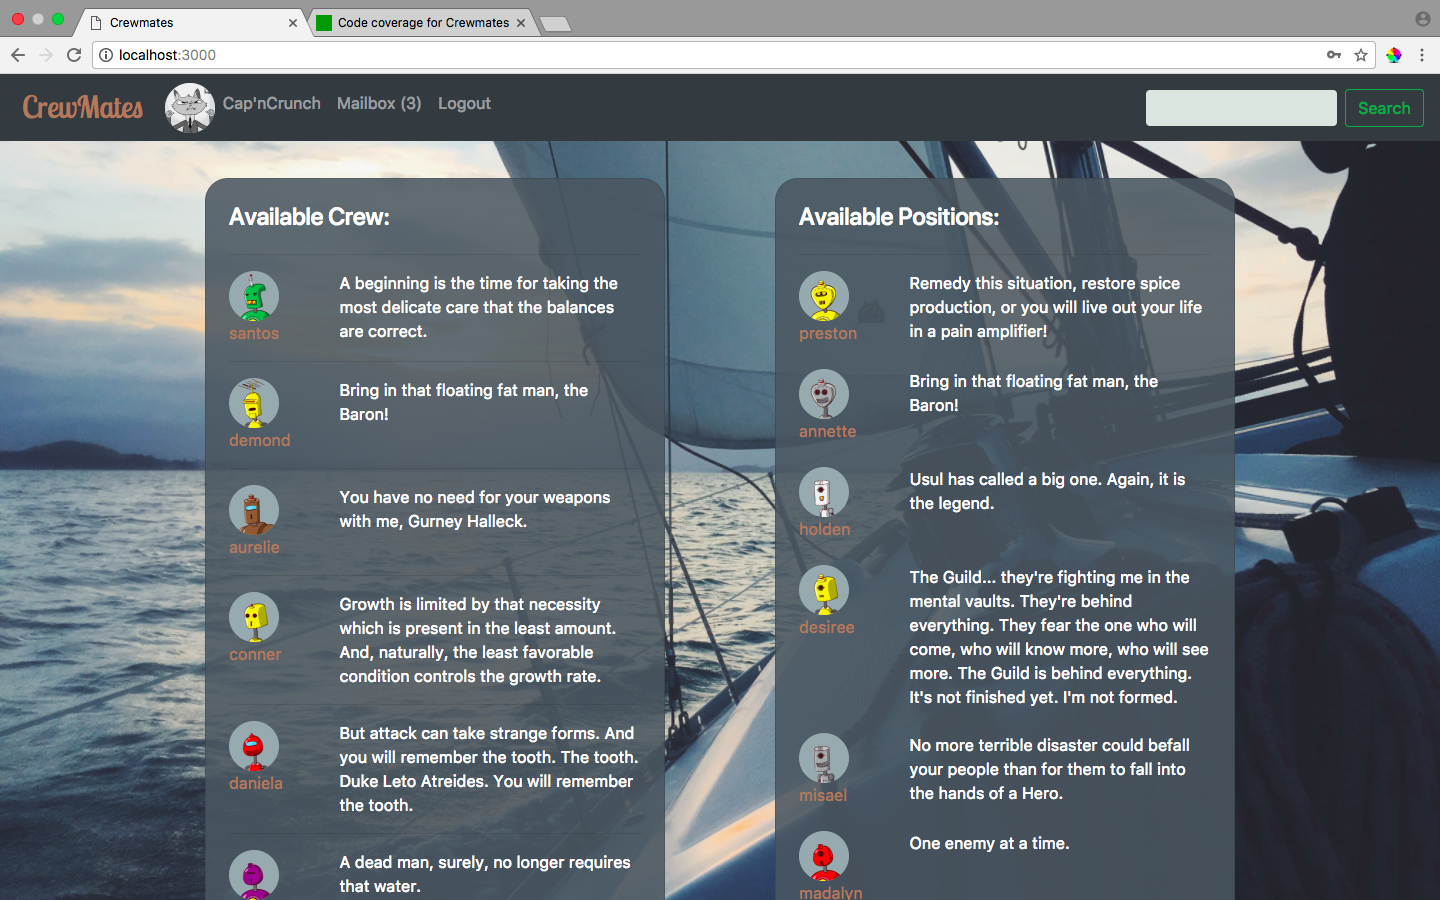 Crewmates
Code coverage for Crewmates
localhost:3000
CrewMates
Cap'nCrunch
Mailbox (3)
Logout
Search
Available Crew:
santos
A beginning is the time for taking the
most delicate care that the balances
are correct.
demond
Bring in that floating fat man, the
Baron!
aurelie
You have no need for your weapons
with me, Gurney Halleck.
conner
Growth is limited by that necessity
which is present in the least amount.
And, naturally, the least favorable
condition controls the growth rate.
daniela
But attack can take strange forms. And
you will remember the tooth. The tooth.
Duke Leto Atreides. You will remember
the tooth.
A dead man, surely, no longer requires
that water.
Available Positions:
preston
Remedy this situation, restore spice
production, or you will live out your life
in a pain amplifier!
annette
Bring in that floating fat man, the
Baron!
holden
Usul has called a big one. Again, it is
the legend.
desiree
The Guild... they're fighting me in the
mental vaults. They're behind
everything. They fear the one who will
come, who will know more, who will see
more. The Guild is behind everything.
It's not finished yet. I'm not formed.
misael
No more terrible disaster could befall
your people than for them to fall into
the hands of a Hero.
madalyn
One enemy at a time.